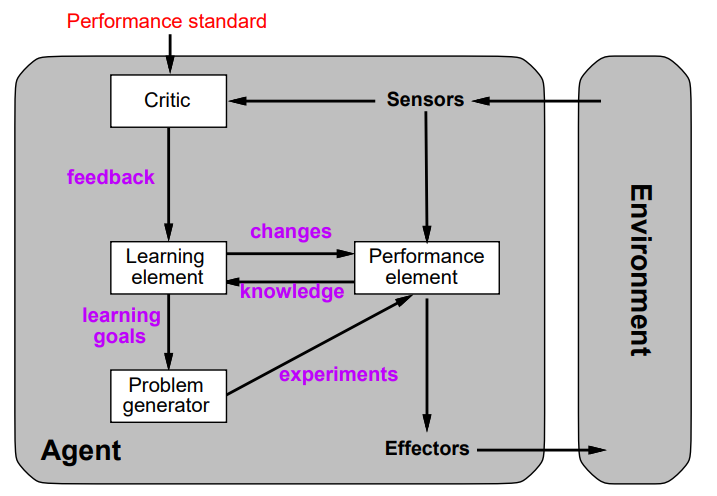 Performance standard
Critic
Sensors
feedback
changes
Learning
element
Performance
element
knowledge
learning
goals
experiments
Problem
generator
Agent
Effectors
Environment